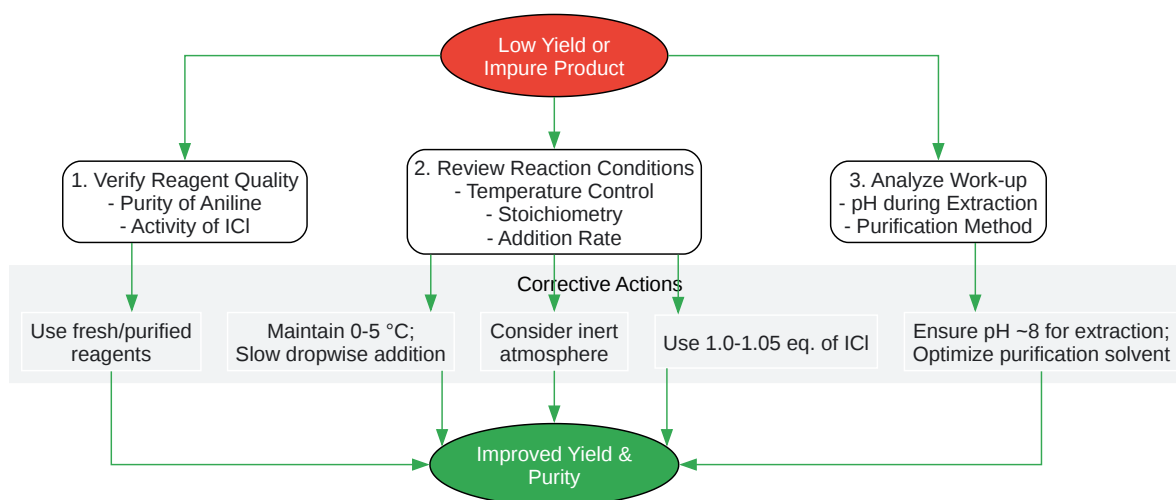 Low Yield or
Impure Product
1. Verify Reagent Quality
- Purity of Aniline
- Activity of ICl
2. Review Reaction Conditions
- Temperature Control
- Stoichiometry
- Addition Rate
3. Analyze Work-up
- pH during Extraction
- Purification Method
Corrective Actions
Use fresh/purified
reagents
Maintain 0-5 °C;
Slow dropwise addition
Consider inert
atmosphere
Use 1.0-1.05 eq. of ICl
Ensure pH ~8 for extraction;
Optimize purification solvent
Improved Yield &
Purity